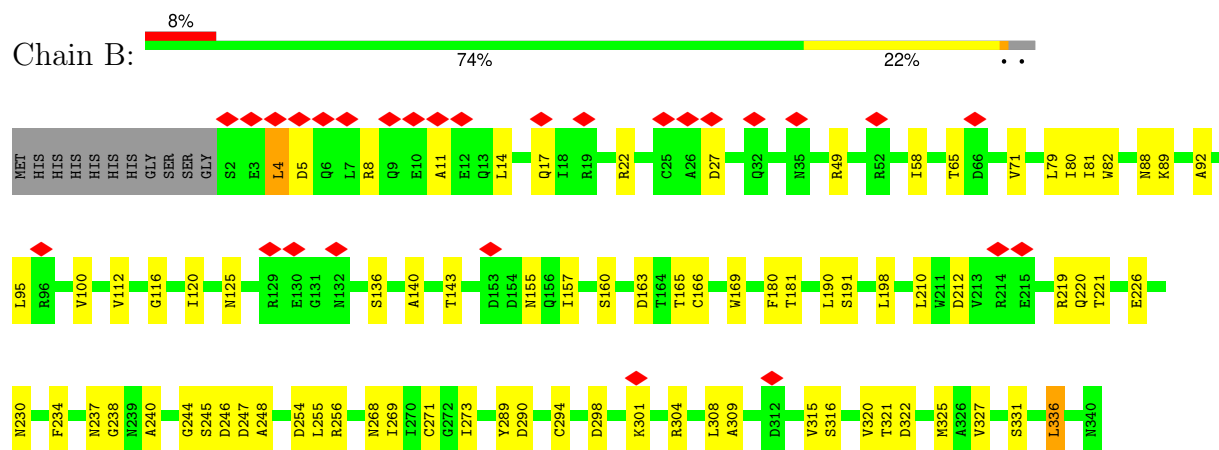 8%
Chain B:
74% 22% • •
MET HIS HIS HIS HIS HIS HIS GLY SER SER GLY S2 E3 L4 D5 Q6 L7 R8 Q9 E10 A11 E12 Q13 L14 Q17 I18 R19 R22 C25 A26 D27 Q32 N35 R49 R52 I58 T65 D66 V71 L79 I80 I81 W82 N88 K89 A92
L95 R96 V100 V112 G116 I120 N125 R129 E130 G131 N132 S136 A140 T143 D153 D154 N155 Q156 I157 S160 D163 T164 T165 C166 W169 F180 T181 L190 S191 L198 L210 W211 D212 V213 R214 E215 R219 Q220 T221 E226
N230 F234 N237 G238 N239 A240 G244 S245 D246 D247 A248 D254 L255 R256 N268 I269 I270 C271 G272 I273 Y289 D290 C294 D298 K301 R304 L308 A309 D312 V315 S316 V320 T321 D322 M325 A326 V327 S331 L336 N340